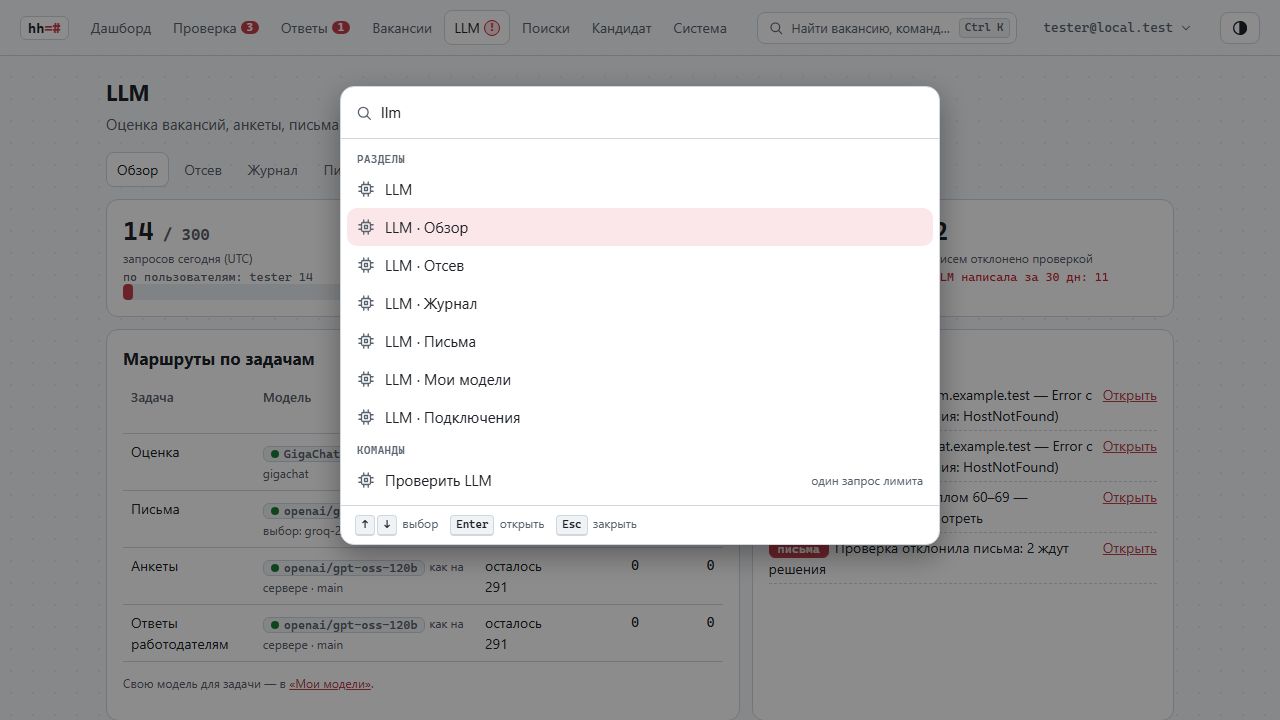 hh=# Дашборд Проверка 3 Ответы 1 Вакансии LLM ! Поиски Кандидат Система Найти вакансию, команд... Ctrl K tester@local.test
LLM
Оценка вакансий, анкеты, письма
Обзор Отсев Журнал
14 / 300
запросов сегодня (UTC)
по пользователям: tester 14
2
исем отклонено проверкой
LM написала за 30 дн: 11
llm
РАЗДЕЛЫ
LLM
LLM · Обзор
LLM · Отсев
LLM · Журнал
LLM · Письма
LLM · Мои модели
LLM · Подключения
КОМАНДЫ
Проверить LLM один запрос лимита
↑ ↓ выбор Enter открыть Esc закрыть
Маршруты по задачам
Задача Модель
Оценка GigaChat
gigachat
Письма openai/g
выбор: groq-2
Анкеты openai/gpt-oss-120b как на
сервере · main
осталось
291
0 0
Ответы
работодателям
openai/gpt-oss-120b как на
сервере · main
осталось
291
0 0
Свою модель для задачи — в «Мои модели».
m.example.test — Error с Открыть
ия: HostNotFound)
at.example.test — Error с Открыть
ия: HostNotFound)
ллом 60–69 — Открыть
отреть
письма Проверка отклонила письма: 2 ждут Открыть
решения